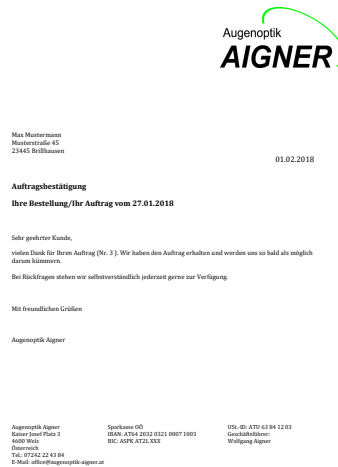 Augenoptik
AIGNER
Max Mustermann
Musterstraße 45
23445 Brillhausen
01.02.2018
Auftragsbestätigung
Ihre Bestellung/Ihr Auftrag vom 27.01.2018
Sehr geehrter Kunde,
vielen Dank für Ihren Auftrag (Nr. 3 ). Wir haben den Auftrag erhalten und werden uns so bald als möglich
darum kümmern.
Bei Rückfragen stehen wir selbstverständlich jederzeit gerne zur Verfügung.
Mit freundlichen Grüßen
Augenoptik Aigner
Augenoptik Aigner
Kaiser Josef Platz 3
4600 Wels
Österreich
Tel.: 07242 22 43 84
E-Mail: office@augenoptik-aigner.at
Sparkasse OÖ
IBAN: AT64 2032 0321 0007 1003
BIC: ASPK AT2L XXX
USt.-ID: ATU 63 84 12 03
Geschäftsführer:
Wolfgang Aigner